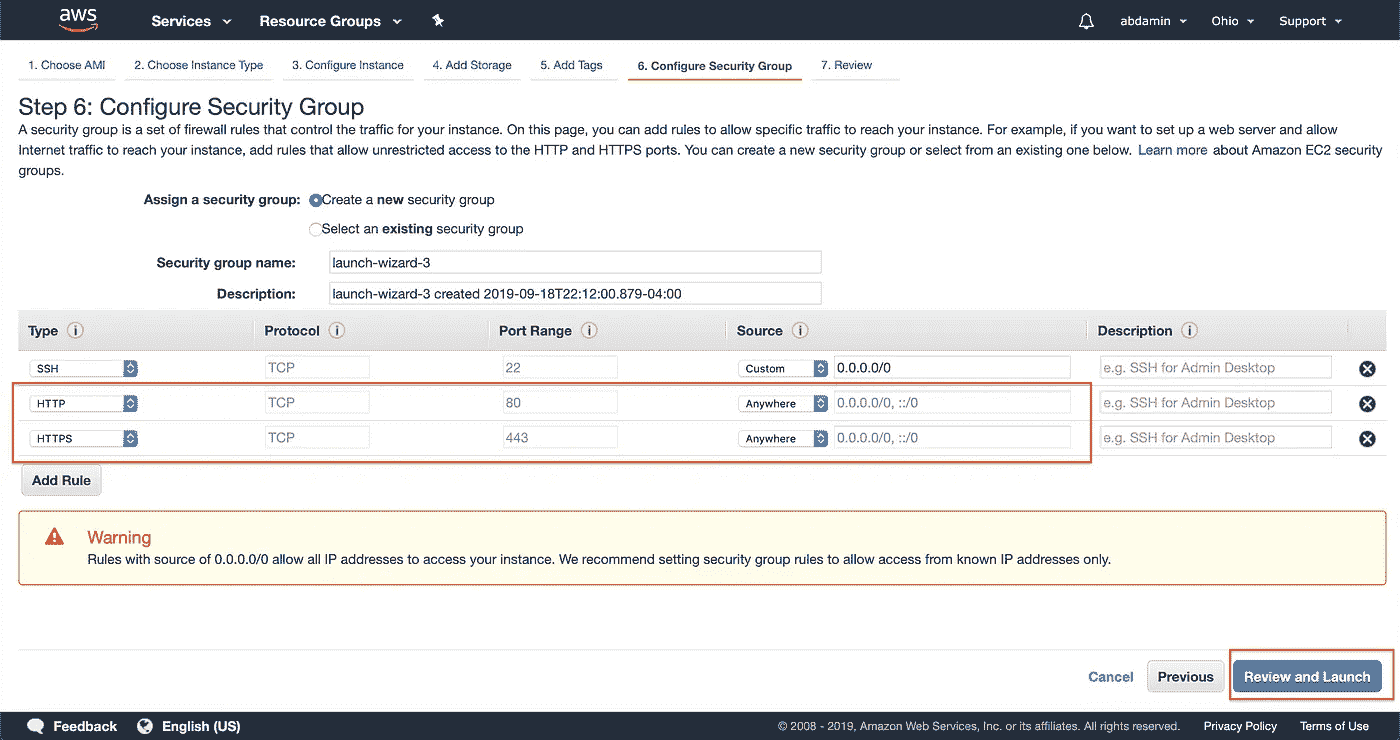 aws Services Resource Groups abdamin Ohio Support
1. Choose AMI 2. Choose Instance Type 3. Configure Instance 4. Add Storage 5. Add Tags 6. Configure Security Group 7. Review
Step 6: Configure Security Group
A security group is a set of firewall rules that control the traffic for your instance. On this page, you can add rules to allow specific traffic to reach your instance. For example, if you want to set up a web server and allow
Internet traffic to reach your instance, add rules that allow unrestricted access to the HTTP and HTTPS ports. You can create a new security group or select from an existing one below. Learn more about Amazon EC2 security
groups.
Assign a security group: Create a new security group
Select an existing security group
Security group name: launch-wizard-3
Description: launch-wizard-3 created 2019-09-18T22:12:00.879-04:00
Type i Protocol i Port Range i Source i Description i
SSH TCP 22 Custom 0.0.0.0/0 e.g. SSH for Admin Desktop
HTTP TCP 80 Anywhere 0.0.0.0/0, ::/0 e.g. SSH for Admin Desktop
HTTPS TCP 443 Anywhere 0.0.0.0/0, ::/0 e.g. SSH for Admin Desktop
Add Rule
Warning
Rules with source of 0.0.0.0/0 allow all IP addresses to access your instance. We recommend setting security group rules to allow access from known IP addresses only.
Cancel Previous Review and Launch
Feedback English (US) © 2008 - 2019, Amazon Web Services, Inc. or its affiliates. All rights reserved. Privacy Policy Terms of Use